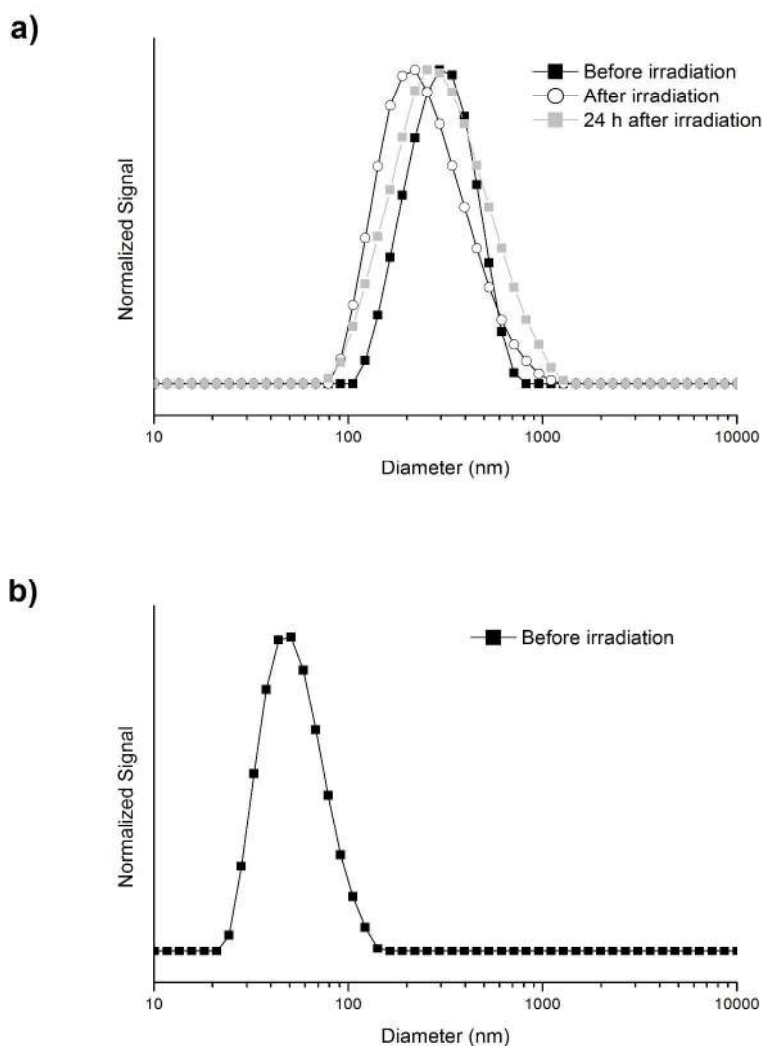 a)
Before irradiation
After irradiation
24 h after irradiation
Normalized Signal
10
100
1000
10000
Diameter (nm)
b)
Before irradiation
Normalized Signal
10
100
1000
10000
Diameter (nm)